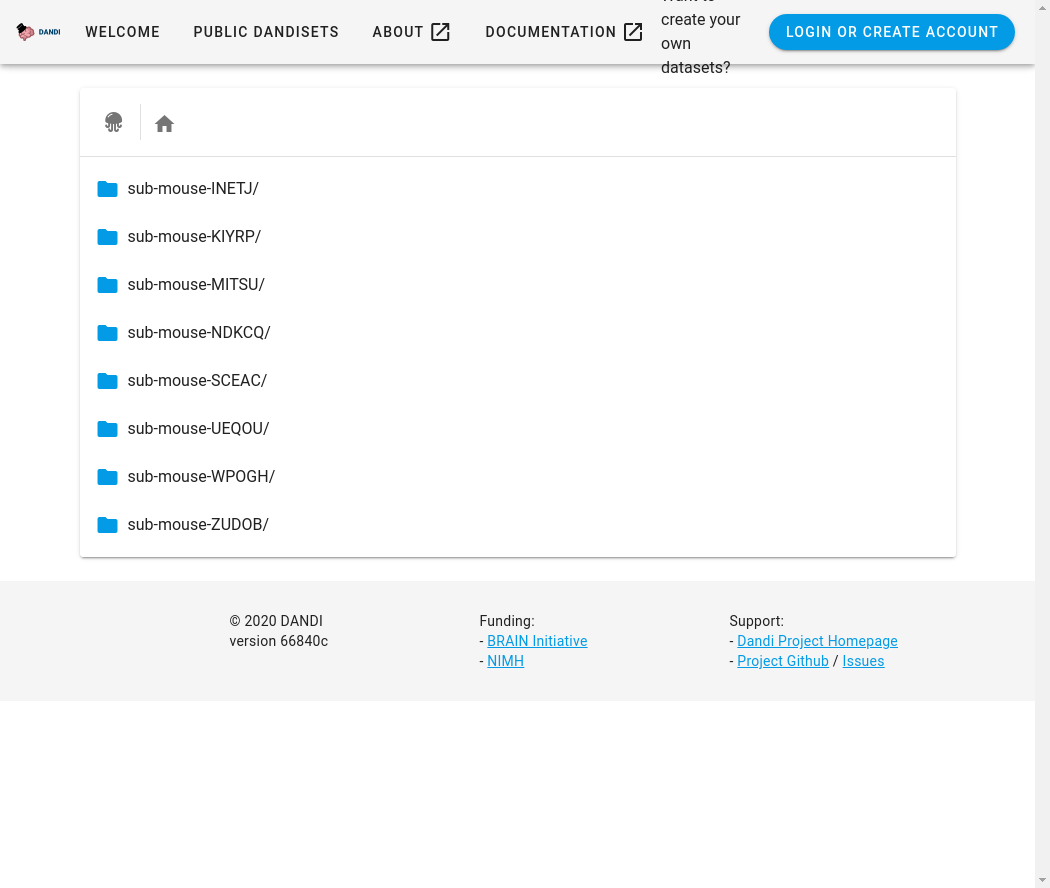 DANDI
WELCOME
PUBLIC DANDISETS
ABOUT
DOCUMENTATION
create your
own
datasets?
LOGIN OR CREATE ACCOUNT
sub-mouse-INETJ/
sub-mouse-KIYRP/
sub-mouse-MITSU/
sub-mouse-NDKCQ/
sub-mouse-SCEAC/
sub-mouse-UEQOU/
sub-mouse-WPOGH/
sub-mouse-ZUDOB/
© 2020 DANDI
version 66840c
Funding:
- BRAIN Initiative
- NIMH
Support:
- Dandi Project Homepage
- Project Github / Issues